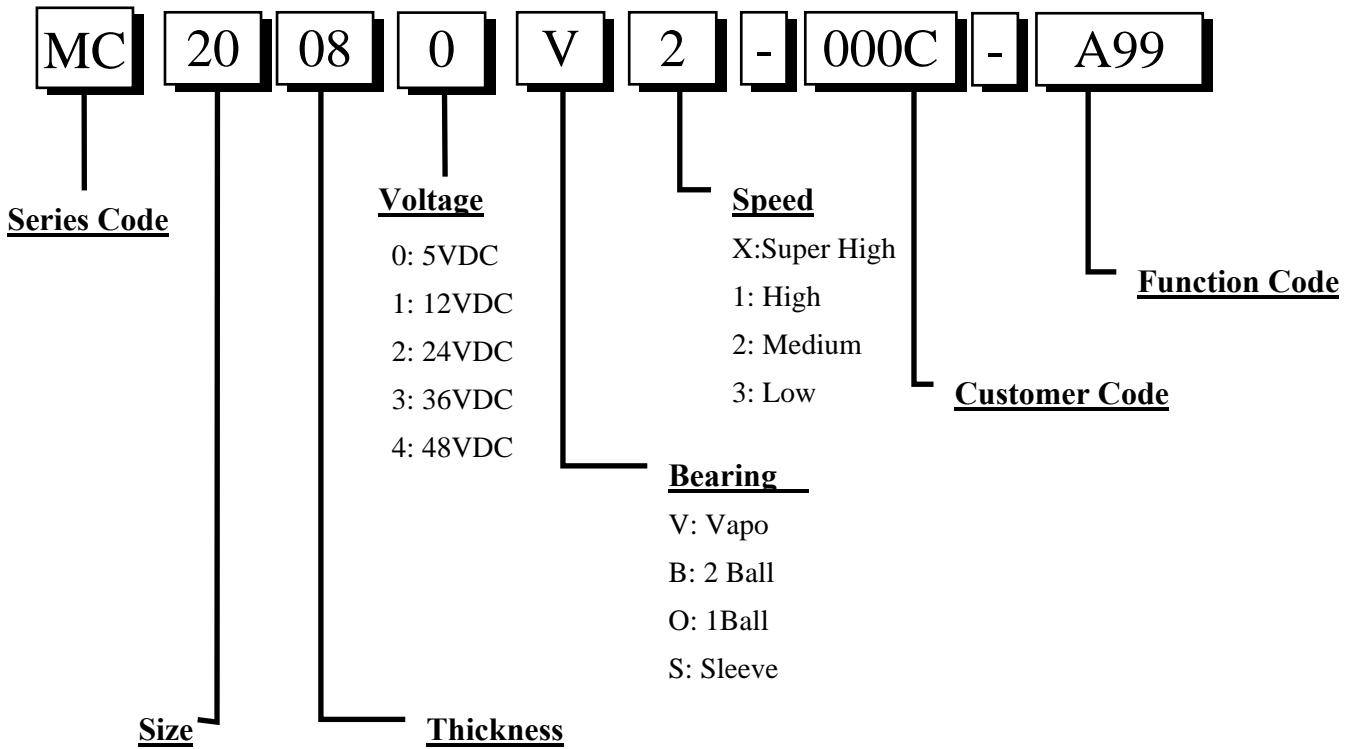 MC 20 08 0 V 2 - 000C - A99
Series Code
Voltage
0: 5VDC
1: 12VDC
2: 24VDC
3: 36VDC
4: 48VDC
Speed
X:Super High
1: High
2: Medium
3: Low
Function Code
Customer Code
Bearing
V: Vapo
B: 2 Ball
O: 1Ball
S: Sleeve
Size
Thickness